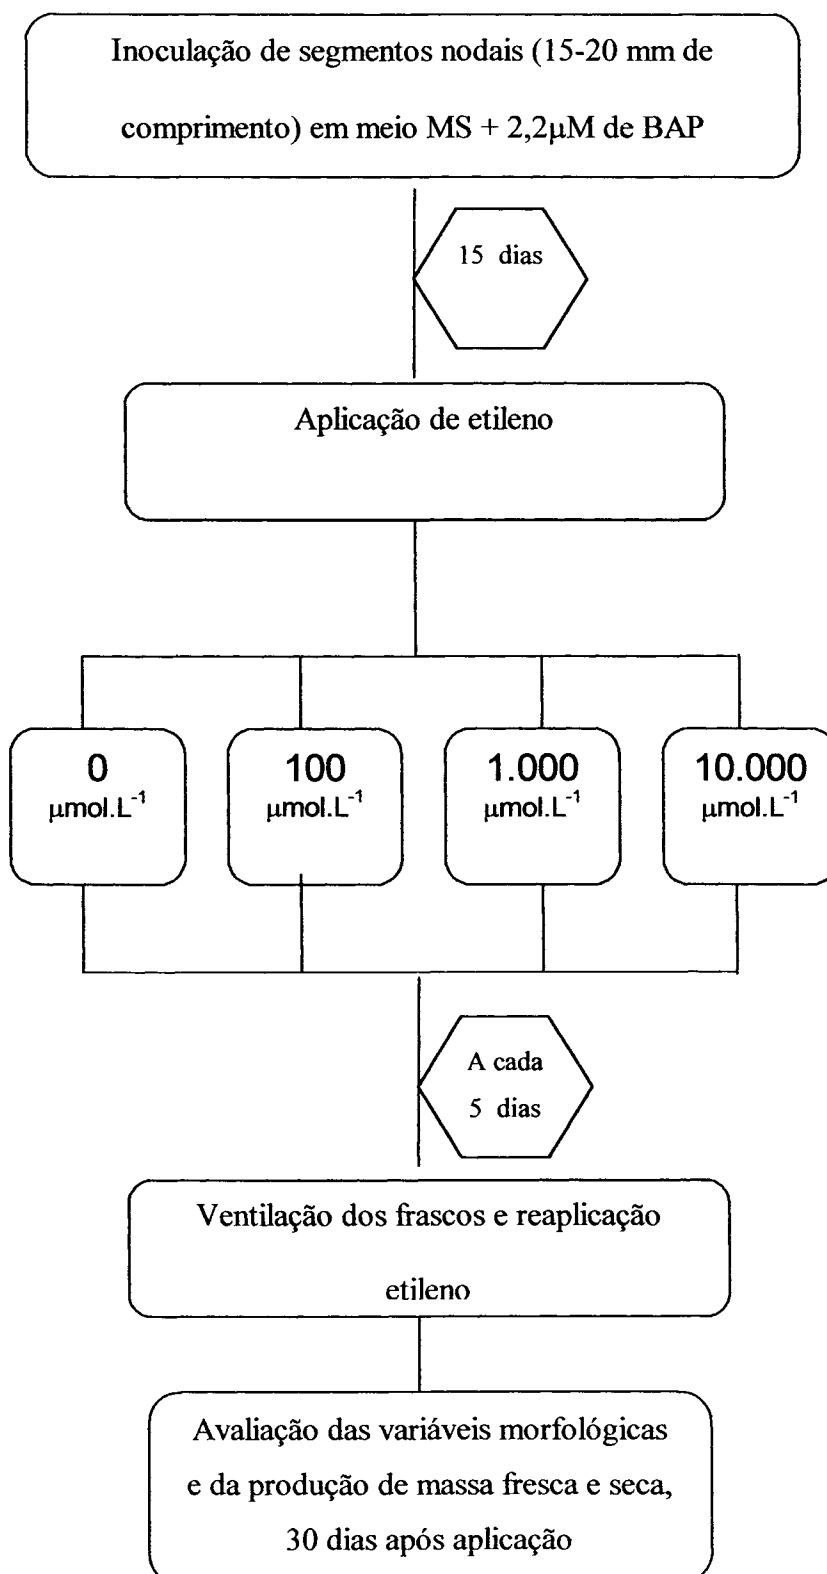 Inoculação de segmentos nodais (15-20 mm de
comprimento) em meio MS + 2,2μM de BAP
15 dias
Aplicação de etileno
0
μmol.L⁻¹
100
μmol.L⁻¹
1.000
μmol.L⁻¹
10.000
μmol.L⁻¹
A cada
5 dias
Ventilação dos frascos e reaplicação
etileno
Avaliação das variáveis morfológicas
e da produção de massa fresca e seca,
30 dias após aplicação